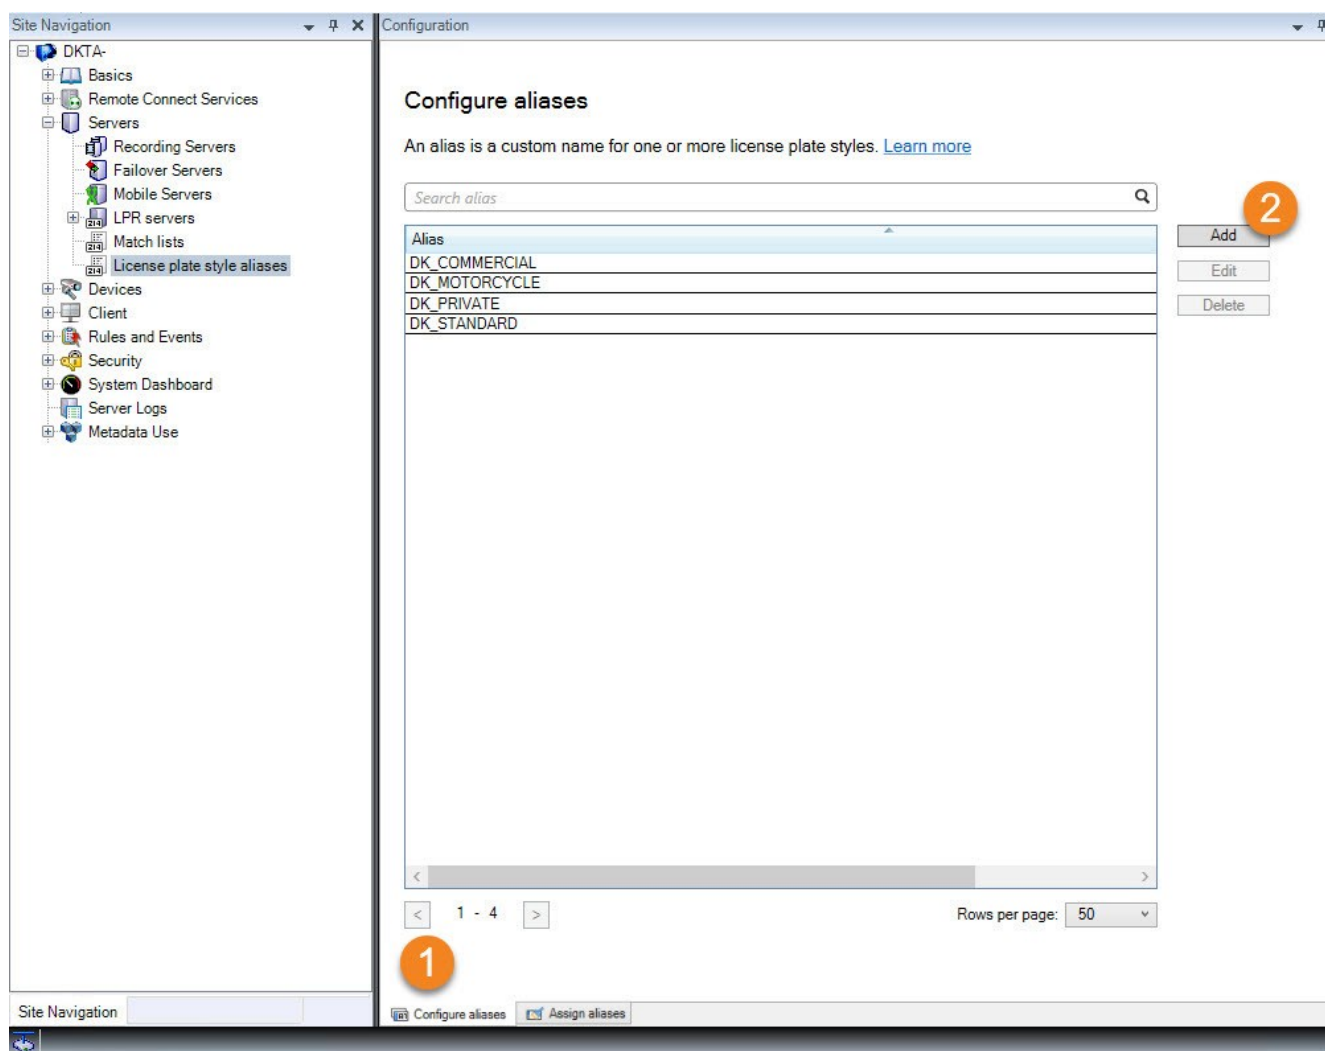 Site Navigation
DKTA-
Basics
Remote Connect Services
Servers
Recording Servers
Failover Servers
Mobile Servers
LPR servers
Match lists
License plate style aliases
Devices
Client
Rules and Events
Security
System Dashboard
Server Logs
Metadata Use
Site Navigation
Configuration
Configure aliases
An alias is a custom name for one or more license plate styles. Learn more
Search alias
2
Alias
Add
DK_COMMERCIAL
Edit
DK_MOTORCYCLE
DK_PRIVATE
Delete
DK_STANDARD
< 1 - 4 >
Rows per page: 50
1
Configure aliases
Assign aliases